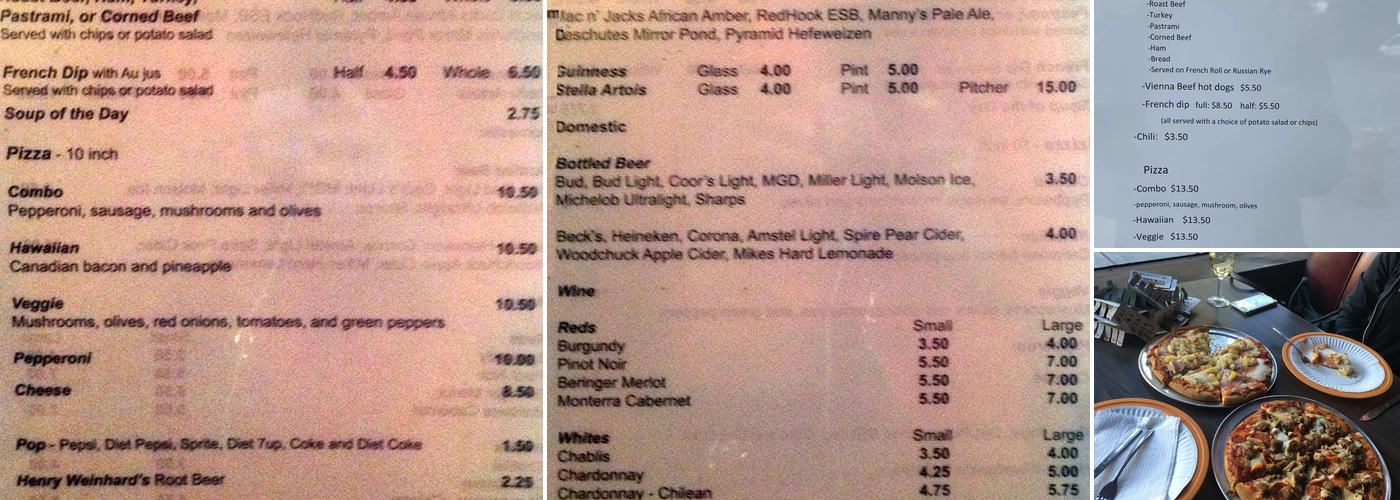 Pastrami, or Corned Beef
Served with chips or potato salad
French Dip with Au jus Half 4.50 Whole 6.50
Served with chips or potato salad
Soup of the Day 2.75
Pizza - 10 inch
Combo 10.50
Pepperoni, sausage, mushrooms and olives
Hawaiian 10.50
Canadian bacon and pineapple
Veggie 10.50
Mushrooms, olives, red onions, tomatoes, and green peppers
Pepperoni 10.00
Cheese 8.50
Pop - Pepsi, Diet Pepsi, Sprite, Diet 7up, Coke and Diet Coke 1.50
Henry Weinhard's Root Beer 2.25
Mac n' Jacks African Amber, RedHook ESB, Manny's Pale Ale,
Deschutes Mirror Pond, Pyramid Hefeweizen
Guinness Glass 4.00 Pint 5.00
Stella Artois Glass 4.00 Pint 5.00 Pitcher 15.00
Domestic
Bottled Beer
Bud, Bud Light, Coor's Light, MGD, Miller Light, Molson Ice, 3.50
Michelob Ultralight, Sharps
Beck's, Heineken, Corona, Amstel Light, Spire Pear Cider, 4.00
Woodchuck Apple Cider, Mikes Hard Lemonade
Wine
Reds Small Large
Burgundy 3.50 4.00
Pinot Noir 5.50 7.00
Beringer Merlot 5.50 7.00
Monterra Cabernet 5.50 7.00
Whites Small Large
Chablis 3.50 4.00
Chardonnay 4.25 5.00
Chardonnay - Chilean 4.75 5.75
-Roast Beef
-Turkey
-Pastrami
-Corned Beef
-Ham
-Bread
-Served on French Roll or Russian Rye
-Vienna Beef hot dogs $5.50
-French dip full: $8.50 half: $5.50
(all served with a choice of potato salad or chips)
-Chili: $3.50
Pizza
-Combo $13.50
-pepperoni, sausage, mushroom, olives
-Hawaiian $13.50
-Veggie $13.50